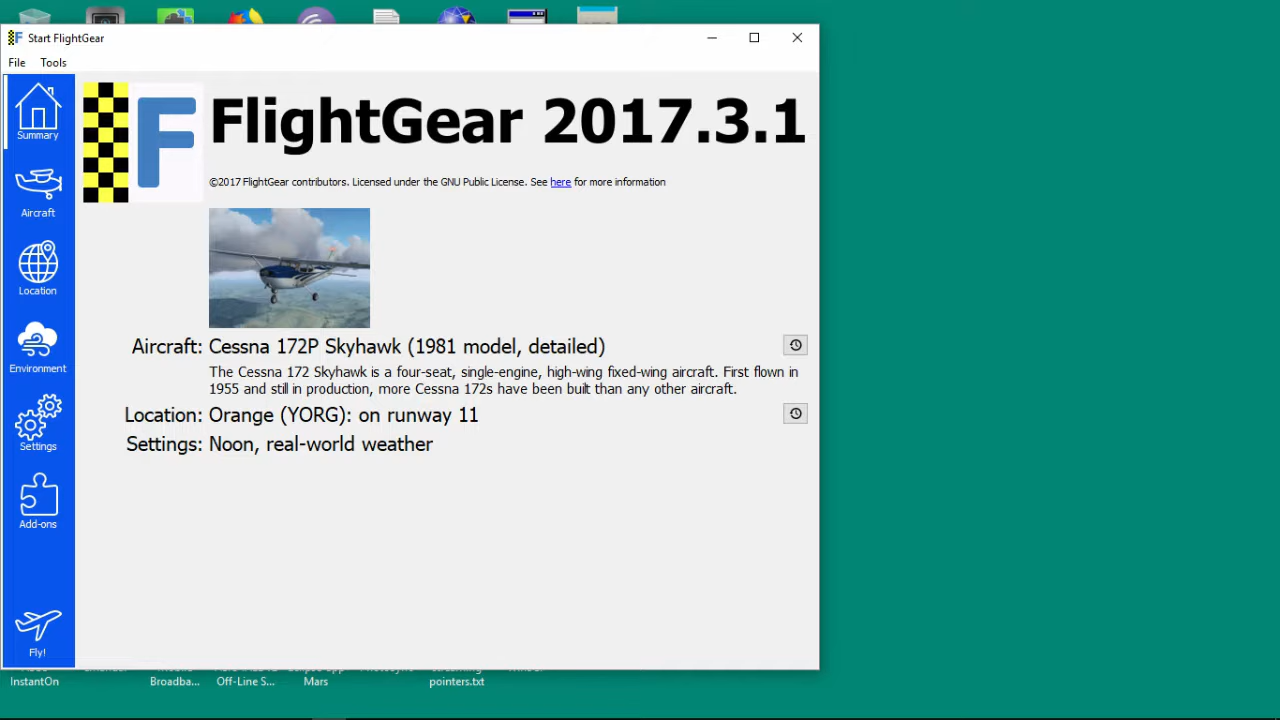 Start FlightGear
File Tools
Summary
Aircraft
Location
Environment
Settings
Add-ons
Fly!
F
FlightGear 2017.3.1
©2017 FlightGear contributors. Licensed under the GNU Public License. See here for more information
Aircraft: Cessna 172P Skyhawk (1981 model, detailed)
The Cessna 172 Skyhawk is a four-seat, single-engine, high-wing fixed-wing aircraft. First flown in
1955 and still in production, more Cessna 172s have been built than any other aircraft.
Location: Orange (YORG): on runway 11
Settings: Noon, real-world weather
InstantOn
Broadba...
Off-Line S...
Mars
pointers.txt